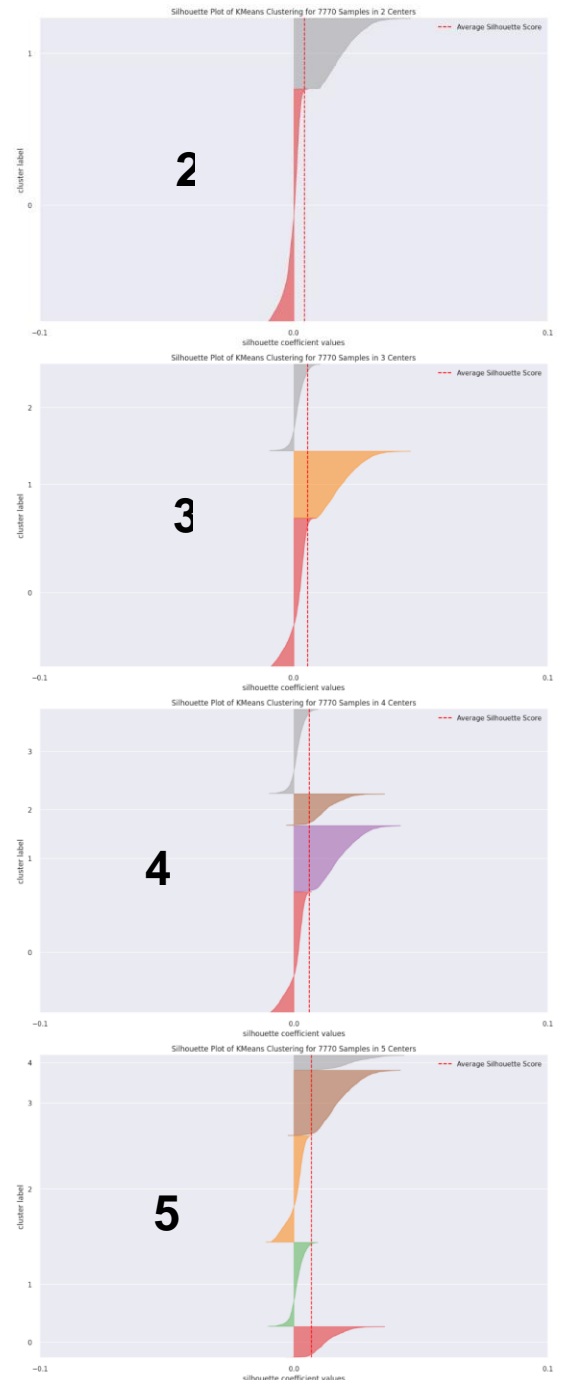 Silhouette Plot of KMeans Clustering for 7770 Samples in 2 Centers
Average Silhouette Score
1
cluster label
2
0
−0.1
0.0
0.1
silhouette coefficient values
Silhouette Plot of KMeans Clustering for 7770 Samples in 3 Centers
Average Silhouette Score
2
1
cluster label
3
0
−0.1
0.0
0.1
silhouette coefficient values
Silhouette Plot of KMeans Clustering for 7770 Samples in 4 Centers
Average Silhouette Score
3
2
1
cluster label
4
0
−0.1
0.0
0.1
silhouette coefficient values
Silhouette Plot of KMeans Clustering for 7770 Samples in 5 Centers
Average Silhouette Score
4
3
2
cluster label
5
1
0
−0.1
0.0
0.1
silhouette coefficient values